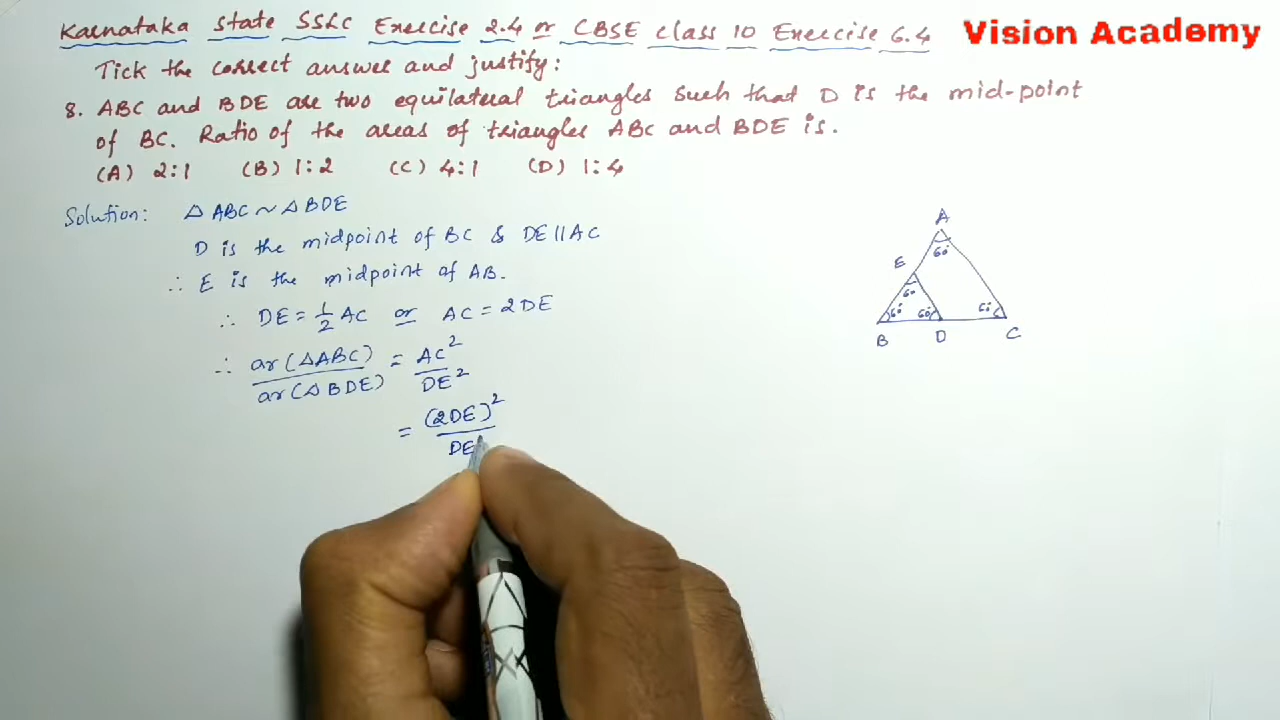 Karnataka State SSLC Exercise 2.4 or CBSE class 10 Exercise 6.4
Vision Academy
Tick the correct answer and justify:
8. ABC and BDE are two equilateral triangles such that D is the mid-point
of BC. Ratio of the areas of triangles ABC and BDE is.
(A) 2:1 (B) 1:2 (C) 4:1 (D) 1:4
Solution: △ABC ~ △BDE
D is the midpoint of BC & DE||AC
∴ E is the midpoint of AB.
∴ DE = 1/2 AC or AC = 2DE
∴ ar(△ABC)/ar(△BDE) = AC²/DE²
= (2DE)²/DE
A
60°
E
60
60° 60° 60°
B D C